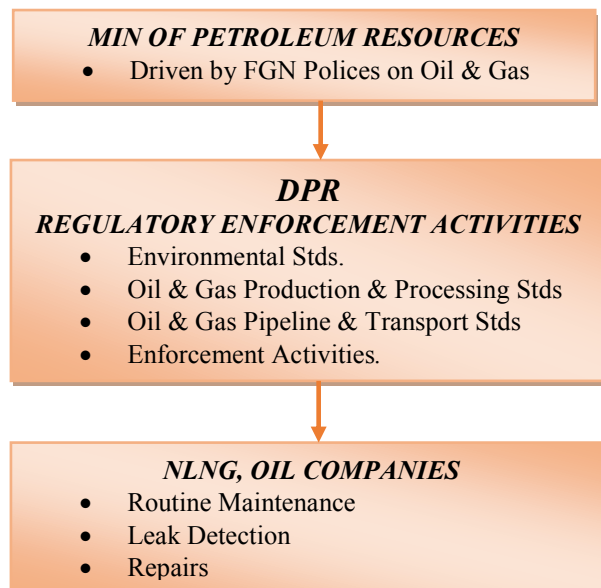 MIN OF PETROLEUM RESOURCES
• Driven by FGN Polices on Oil & Gas
DPR
REGULATORY ENFORCEMENT ACTIVITIES
• Environmental Stds.
• Oil & Gas Production & Processing Stds
• Oil & Gas Pipeline & Transport Stds
• Enforcement Activities.
NLNG, OIL COMPANIES
• Routine Maintenance
• Leak Detection
• Repairs